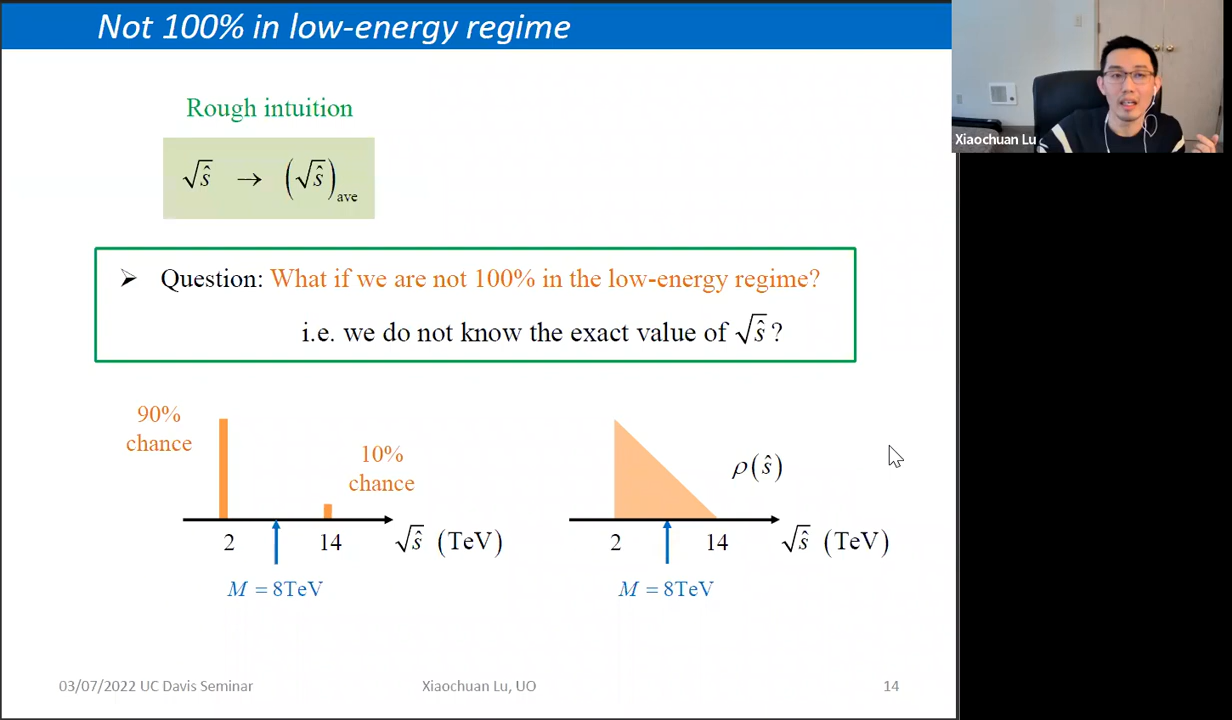 Not 100% in low-energy regime
Xiaochuan Lu
Rough intuition
√ŝ → (√ŝ)ave
➢ Question: What if we are not 100% in the low-energy regime?
i.e. we do not know the exact value of √ŝ ?
90%
chance
10%
chance
2
14
√ŝ (TeV)
M = 8TeV
ρ(ŝ)
2
14
√ŝ (TeV)
M = 8TeV
03/07/2022 UC Davis Seminar
Xiaochuan Lu, UO
14